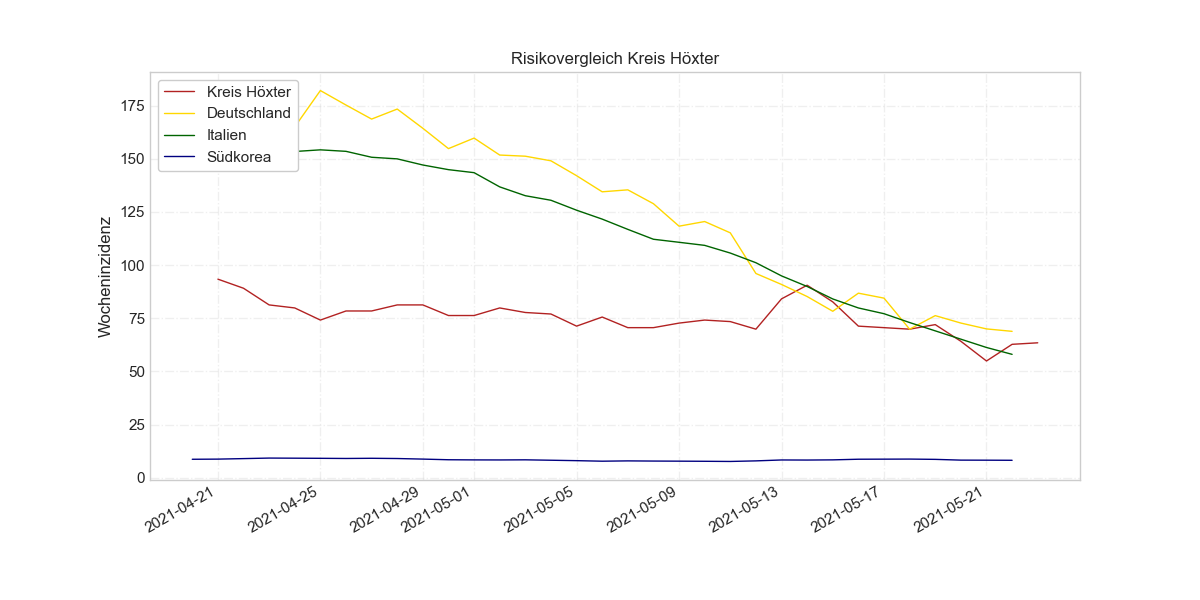 Risikovergleich Kreis Höxter
Kreis Höxter
Deutschland
Italien
Südkorea
Wocheninzidenz
175
150
125
100
75
50
25
0
2021-04-21
2021-04-25
2021-04-29
2021-05-01
2021-05-05
2021-05-09
2021-05-13
2021-05-17
2021-05-21